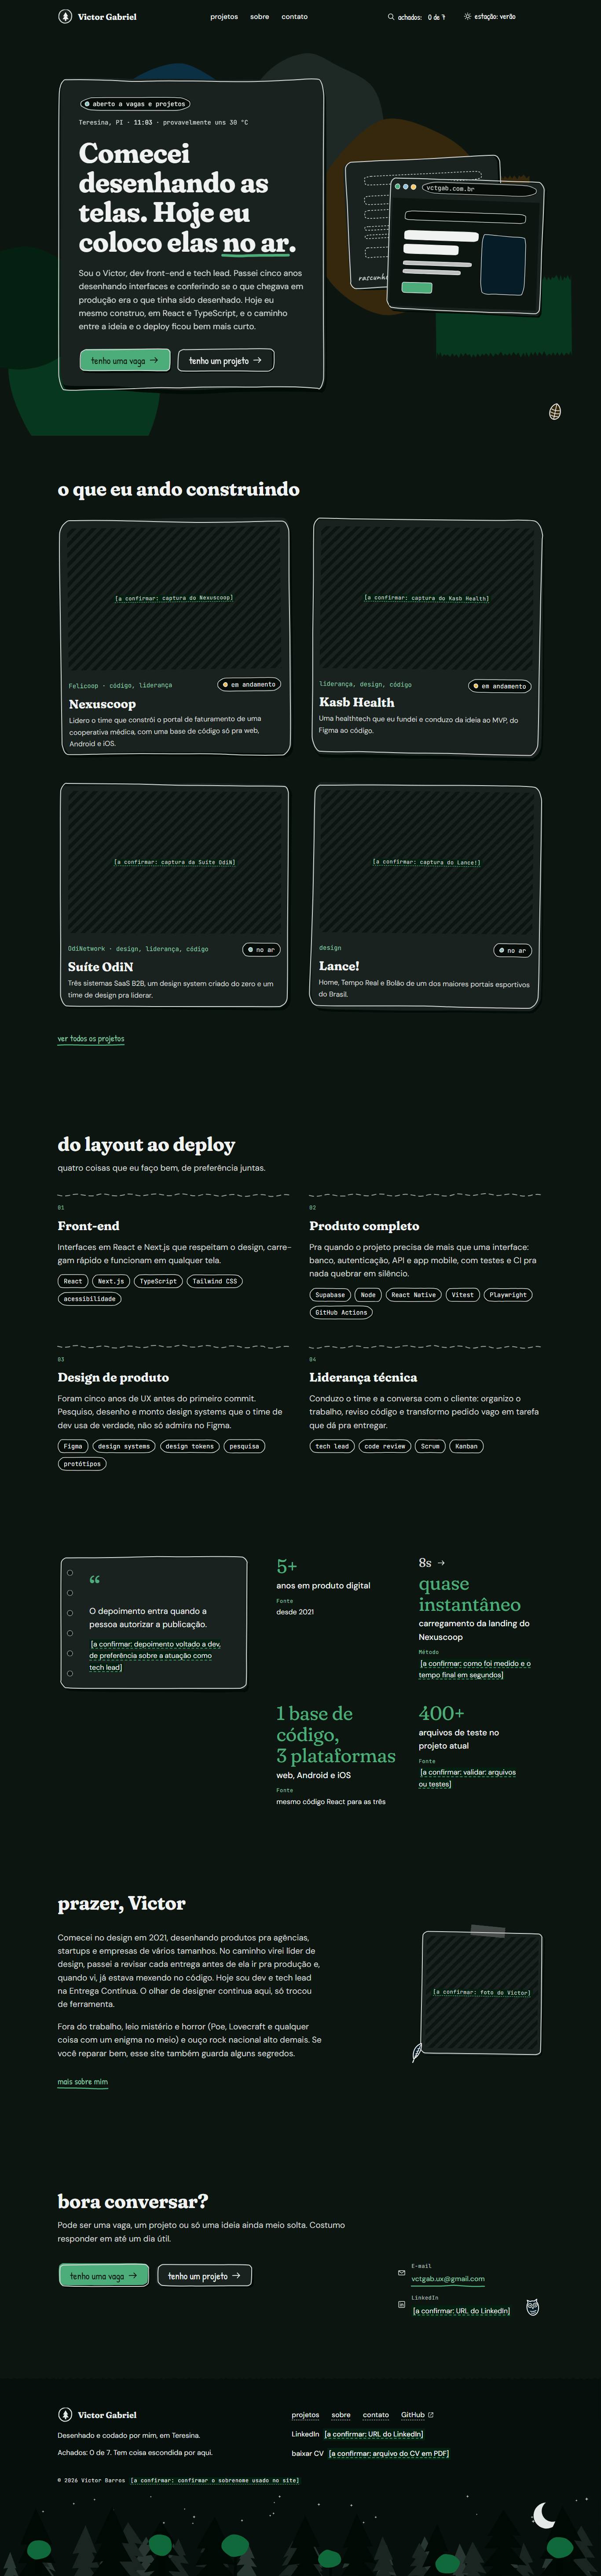 Victor Gabriel
projetos sobre contato
achados: 0 de 7 estação: verão
aberto a vagas e projetos
Teresina, PI · 11:03 · provavelmente uns 30 °C
Comecei
desenhando as
telas. Hoje eu
coloco elas no ar.
Sou o Victor, dev front-end e tech lead. Passei cinco anos
desenhando interfaces e conferindo se o que chegava em
produção era o que tinha sido desenhado. Hoje eu
mesmo construo, em React e TypeScript, e o caminho
entre a ideia e o deploy ficou bem mais curto.
tenho uma vaga → tenho um projeto →
rascunho
vctgab.com.br
o que eu ando construindo
[a confirmar: captura do Nexuscoop]
Felicoop · código, liderança
em andamento
Nexuscoop
Lidero o time que constrói o portal de faturamento de uma
cooperativa médica, com uma base de código só pra web,
Android e iOS.
[a confirmar: captura do Kasb Health]
liderança, design, código
em andamento
Kasb Health
Uma healthtech que eu fundei e conduzo da ideia ao MVP, do
Figma ao código.
[a confirmar: captura da Suíte OdiN]
OdiNetwork · design, liderança, código
no ar
Suíte OdiN
Três sistemas SaaS B2B, um design system criado do zero e um
time de design pra liderar.
[a confirmar: captura do Lance!]
design
no ar
Lance!
Home, Tempo Real e Bolão de um dos maiores portais esportivos
do Brasil.
ver todos os projetos
do layout ao deploy
quatro coisas que eu faço bem, de preferência juntas.
01
Front-end
Interfaces em React e Next.js que respeitam o design, carre-
gam rápido e funcionam em qualquer tela.
React Next.js TypeScript Tailwind CSS
acessibilidade
02
Produto completo
Pra quando o projeto precisa de mais que uma interface:
banco, autenticação, API e app mobile, com testes e CI pra
nada quebrar em silêncio.
Supabase Node React Native Vitest Playwright
GitHub Actions
03
Design de produto
Foram cinco anos de UX antes do primeiro commit.
Pesquiso, desenho e monto design systems que o time de
dev usa de verdade, não só admira no Figma.
Figma design systems design tokens pesquisa
protótipos
04
Liderança técnica
Conduzo o time e a conversa com o cliente: organizo o
trabalho, reviso código e transformo pedido vago em tarefa
que dá pra entregar.
tech lead code review Scrum Kanban
“
O depoimento entra quando a
pessoa autorizar a publicação.
[a confirmar: depoimento voltado a dev,
de preferência sobre a atuação como
tech lead]
5+
anos em produto digital
Fonte
desde 2021
8s →
quase
instantâneo
carregamento da landing do
Nexuscoop
Método
[a confirmar: como foi medido e o
tempo final em segundos]
1 base de
código,
3 plataformas
web, Android e iOS
Fonte
mesmo código React para as três
400+
arquivos de teste no
projeto atual
Fonte
[a confirmar: validar: arquivos
ou testes]
prazer, Victor
Comecei no design em 2021, desenhando produtos pra agências,
startups e empresas de vários tamanhos. No caminho virei líder de
design, passei a revisar cada entrega antes de ela ir pra produção e,
quando vi, já estava mexendo no código. Hoje sou dev e tech lead
na Entrega Contínua. O olhar de designer continua aqui, só trocou
de ferramenta.
Fora do trabalho, leio mistério e horror (Poe, Lovecraft e qualquer
coisa com um enigma no meio) e ouço rock nacional alto demais. Se
você reparar bem, esse site também guarda alguns segredos.
mais sobre mim
[a confirmar: foto do Victor]
bora conversar?
Pode ser uma vaga, um projeto ou só uma ideia ainda meio solta. Costumo
responder em até um dia útil.
tenho uma vaga → tenho um projeto →
E-mail
vctgab.ux@gmail.com
LinkedIn
[a confirmar: URL do LinkedIn]
Victor Gabriel
Desenhado e codado por mim, em Teresina.
Achados: 0 de 7. Tem coisa escondida por aqui.
projetos sobre contato GitHub
LinkedIn [a confirmar: URL do LinkedIn]
baixar CV [a confirmar: arquivo do CV em PDF]
© 2026 Victor Barros [a confirmar: confirmar o sobrenome usado no site]